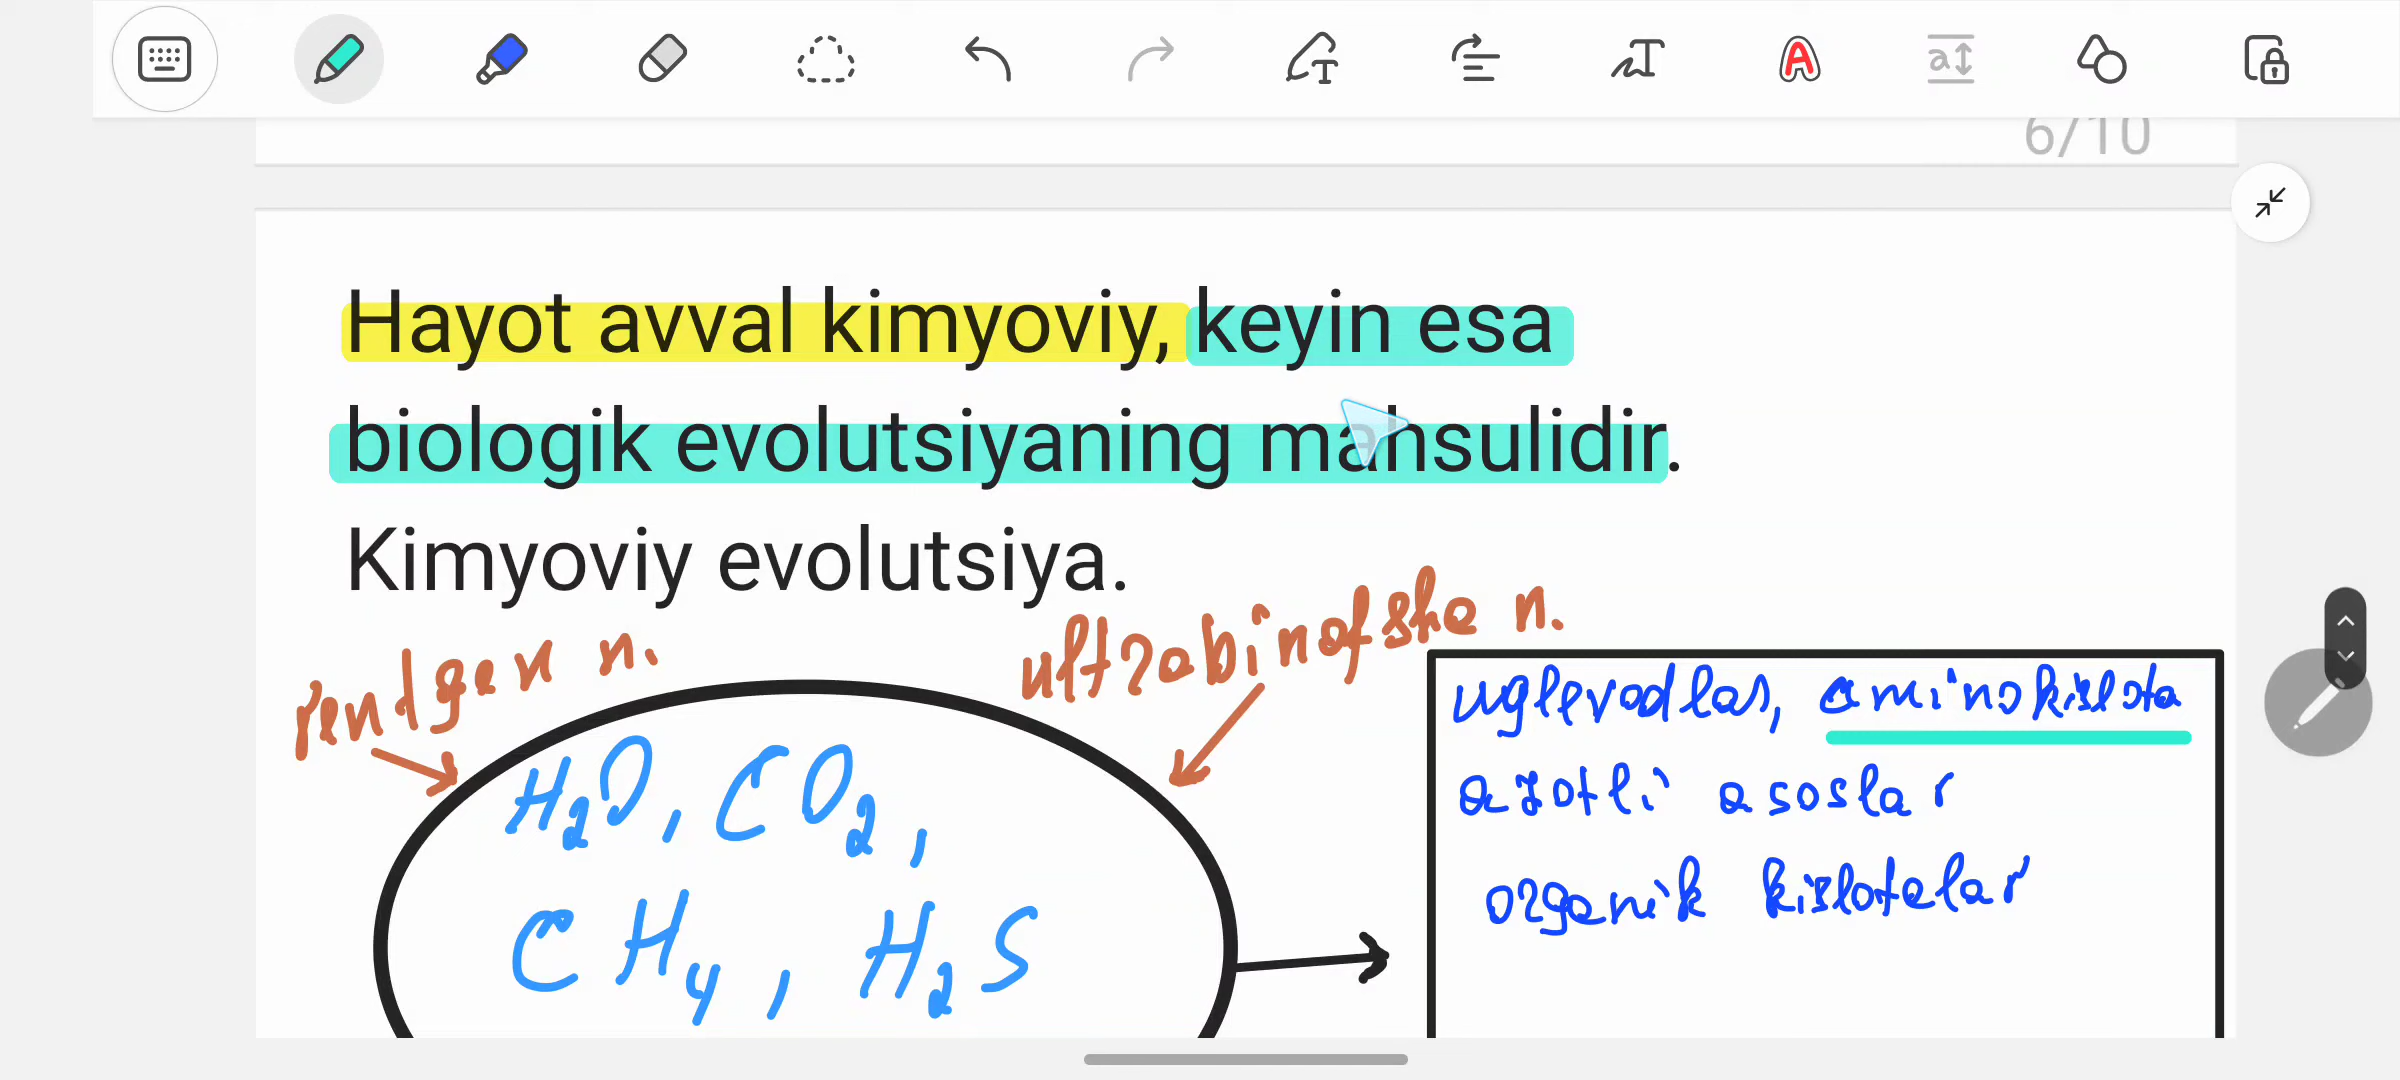 6/10
Hayot avval kimyoviy, keyin esa
biologik evolutsiyaning mahsulidir.
Kimyoviy evolutsiya.
rentgen n.
ultrabinafsha n.
H₂O, CO₂,
CH₄, H₂S
uglevodlar, aminokislota
azotli asoslar
organik kislotalar